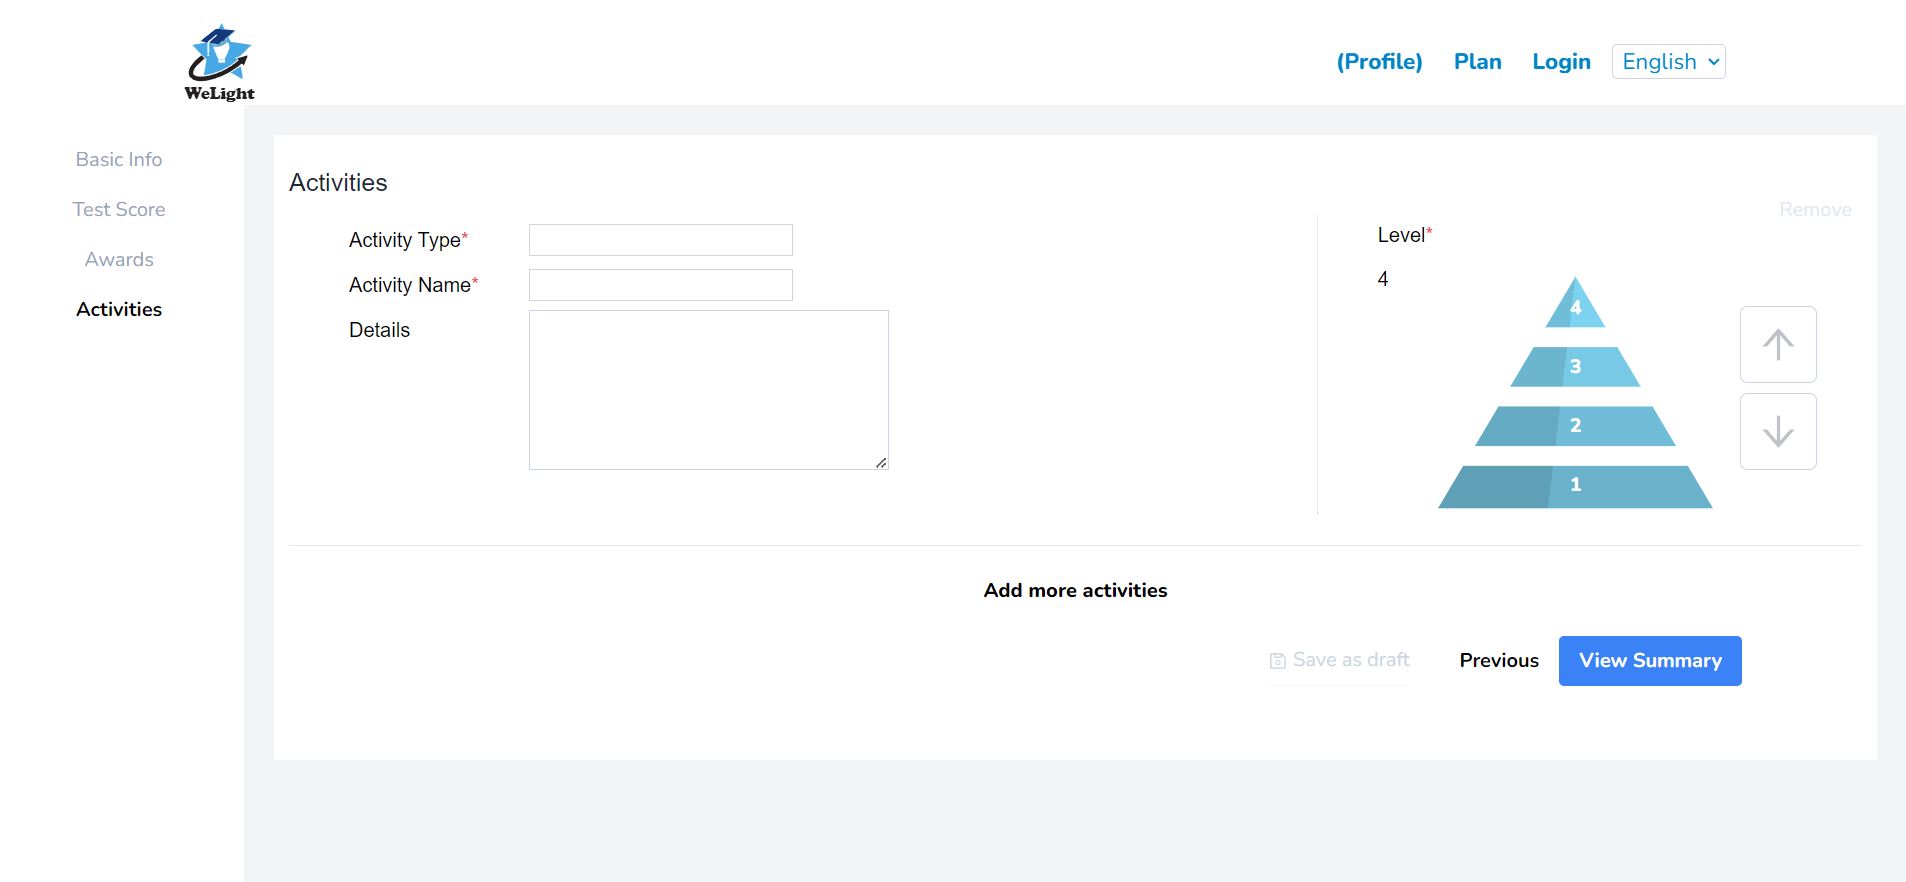 WeLight
(Profile) Plan Login English
Basic Info
Test Score
Awards
Activities
Activities
Remove
Activity Type*
Activity Name*
Details
Level*
4
4
3
2
1
Add more activities
Save as draft Previous View Summary